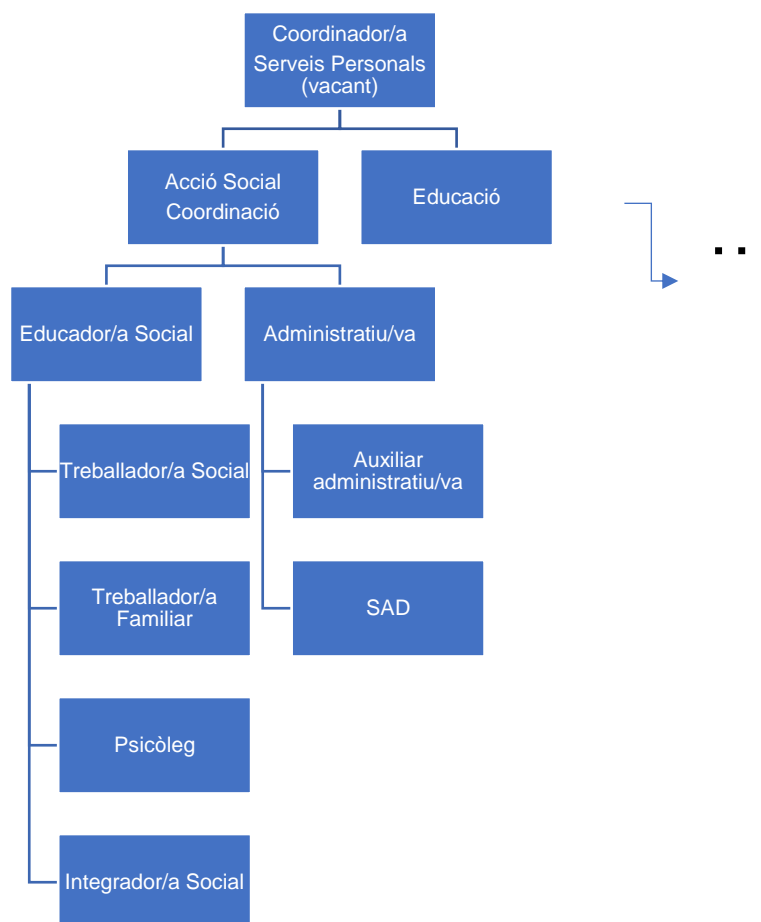 Coordinador/a
Serveis Personals
(vacant)
Acció Social
Coordinació
Educació
..
Educador/a Social
Administratiu/va
Treballador/a Social
Auxiliar
administratiu/va
Treballador/a
Familiar
SAD
Psicòleg
Integrador/a Social